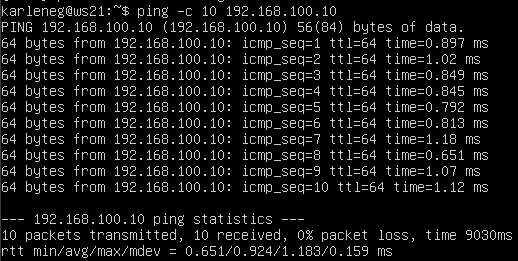 karleneg@ws21:~$ ping -c 10 192.168.100.10
PING 192.168.100.10 (192.168.100.10) 56(84) bytes of data.
64 bytes from 192.168.100.10: icmp_seq=1 ttl=64 time=0.897 ms
64 bytes from 192.168.100.10: icmp_seq=2 ttl=64 time=1.02 ms
64 bytes from 192.168.100.10: icmp_seq=3 ttl=64 time=0.849 ms
64 bytes from 192.168.100.10: icmp_seq=4 ttl=64 time=0.845 ms
64 bytes from 192.168.100.10: icmp_seq=5 ttl=64 time=0.792 ms
64 bytes from 192.168.100.10: icmp_seq=6 ttl=64 time=0.813 ms
64 bytes from 192.168.100.10: icmp_seq=7 ttl=64 time=1.18 ms
64 bytes from 192.168.100.10: icmp_seq=8 ttl=64 time=0.651 ms
64 bytes from 192.168.100.10: icmp_seq=9 ttl=64 time=1.07 ms
64 bytes from 192.168.100.10: icmp_seq=10 ttl=64 time=1.12 ms
--- 192.168.100.10 ping statistics ---
10 packets transmitted, 10 received, 0% packet loss, time 9030ms
rtt min/avg/max/mdev = 0.651/0.924/1.183/0.159 ms